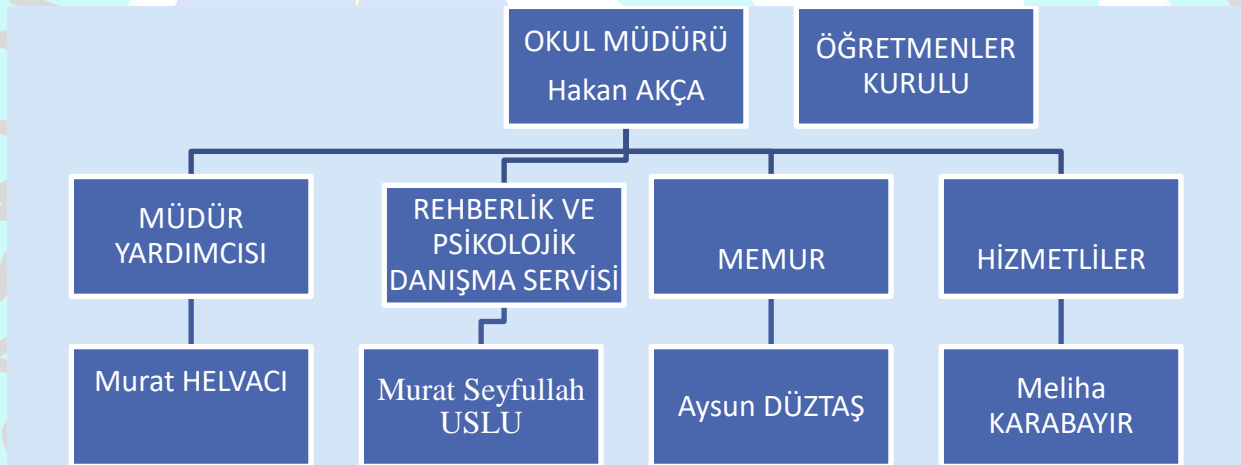 OKUL MÜDÜRÜ
Hakan AKÇA
ÖĞRETMENLER
KURULU
MÜDÜR
YARDIMCISI
REHBERLİK VE
PSİKOLOJİK
DANIŞMA SERVİSİ
MEMUR
HİZMETLİLER
Murat HELVACI
Murat Seyfullah
USLU
Aysun DÜZTAŞ
Meliha
KARABAYIR